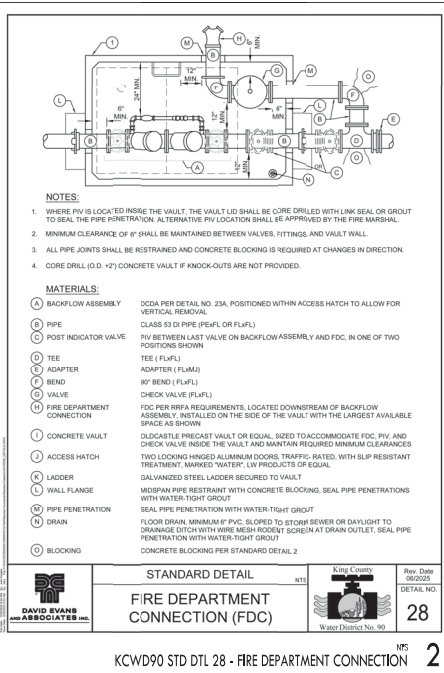 1
M
H
6" MIN.
B
12" MIN.
G
M
O
24" MIN.
F
L
6" MIN.
12" MIN.
6" MIN.
L
B
F
E
B
B
D
A
12" MIN.
OR
C
N
O
NOTES:
1. WHERE PIV IS LOCATED INSIDE THE VAULT, THE VAULT LID SHALL BE CORE DRILLED WITH LINK SEAL OR GROUT
TO SEAL THE PIPE PENETRATION. ALTERNATIVE PIV LOCATION SHALL BE APPROVED BY THE FIRE MARSHAL.
2. MINIMUM CLEARANCE OF 6" SHALL BE MAINTAINED BETWEEN VALVES, FITTINGS AND VAULT WALL.
3. ALL PIPE JOINTS SHALL BE RESTRAINED AND CONCRETE BLOCKING IS REQUIRED AT CHANGES IN DIRECTION.
4. CORE DRILL (O.D. +2") CONCRETE VAULT IF KNOCK-OUTS ARE NOT PROVIDED.
MATERIALS:
A BACKFLOW ASSEMBLY DCDA PER DETAIL NO. 23A, POSITIONED WITHIN ACCESS HATCH TO ALLOW FOR
VERTICAL REMOVAL
B PIPE CLASS 53 DI PIPE (PExFL OR FLxFL)
C POST INDICATOR VALVE PIV BETWEEN LAST VALVE ON BACKFLOW ASSEMBLY AND FDC, IN ONE OF TWO
POSITIONS SHOWN
D TEE TEE ( FLxFL)
E ADAPTER ADAPTER ( FLxMJ)
F BEND 90° BEND ( FLxFL)
G VALVE CHECK VALVE (FLxFL)
H FIRE DEPARTMENT CONNECTION FDC PER RRFA REQUIREMENTS, LOCATED DOWNSTREAM OF BACKFLOW
ASSEMBLY, INSTALLED ON THE SIDE OF THE VAULT WITH THE LARGEST AVAILABLE
SPACE AS SHOWN
I CONCRETE VAULT OLDCASTLE PRECAST VAULT OR EQUAL, SIZED TO ACCOMMODATE FDC, PIV, AND
CHECK VALVE INSIDE THE VAULT AND MAINTAIN REQUIRED MINIMUM CLEARANCES
J ACCESS HATCH TWO LOCKING HINGED ALUMINUM DOORS, TRAFFIC- RATED, WITH SLIP RESISTANT
TREATMENT, MARKED "WATER", LW PRODUCTS OF EQUAL
K LADDER GALVANIZED STEEL LADDER SECURED TO VAULT
L WALL FLANGE MIDSPAN PIPE RESTRAINT WITH CONCRETE BLOCKING, SEAL PIPE PENETRATIONS
WITH WATER-TIGHT GROUT
M PIPE PENETRATION SEAL PIPE PENETRATION WITH WATER-TIGHT GROUT
N DRAIN FLOOR DRAIN, MINIMUM 6" PVC, SLOPED TO STORM SEWER OR DAYLIGHT TO
DRAINAGE DITCH WITH WIRE MESH RODENT SCREEN AT DRAIN OUTLET, SEAL PIPE
PENETRATION WITH WATER-TIGHT GROUT
O BLOCKING CONCRETE BLOCKING PER STANDARD DETAIL 2
DAVID EVANS
AND ASSOCIATES INC.
STANDARD DETAIL
NTS
FIRE DEPARTMENT
CONNECTION (FDC)
King County
Water District No. 90
Rev. Date
06/2025
DETAIL NO.
28
KCWD90 STD DTL 28 - FIRE DEPARTMENT CONNECTION
NTS
2